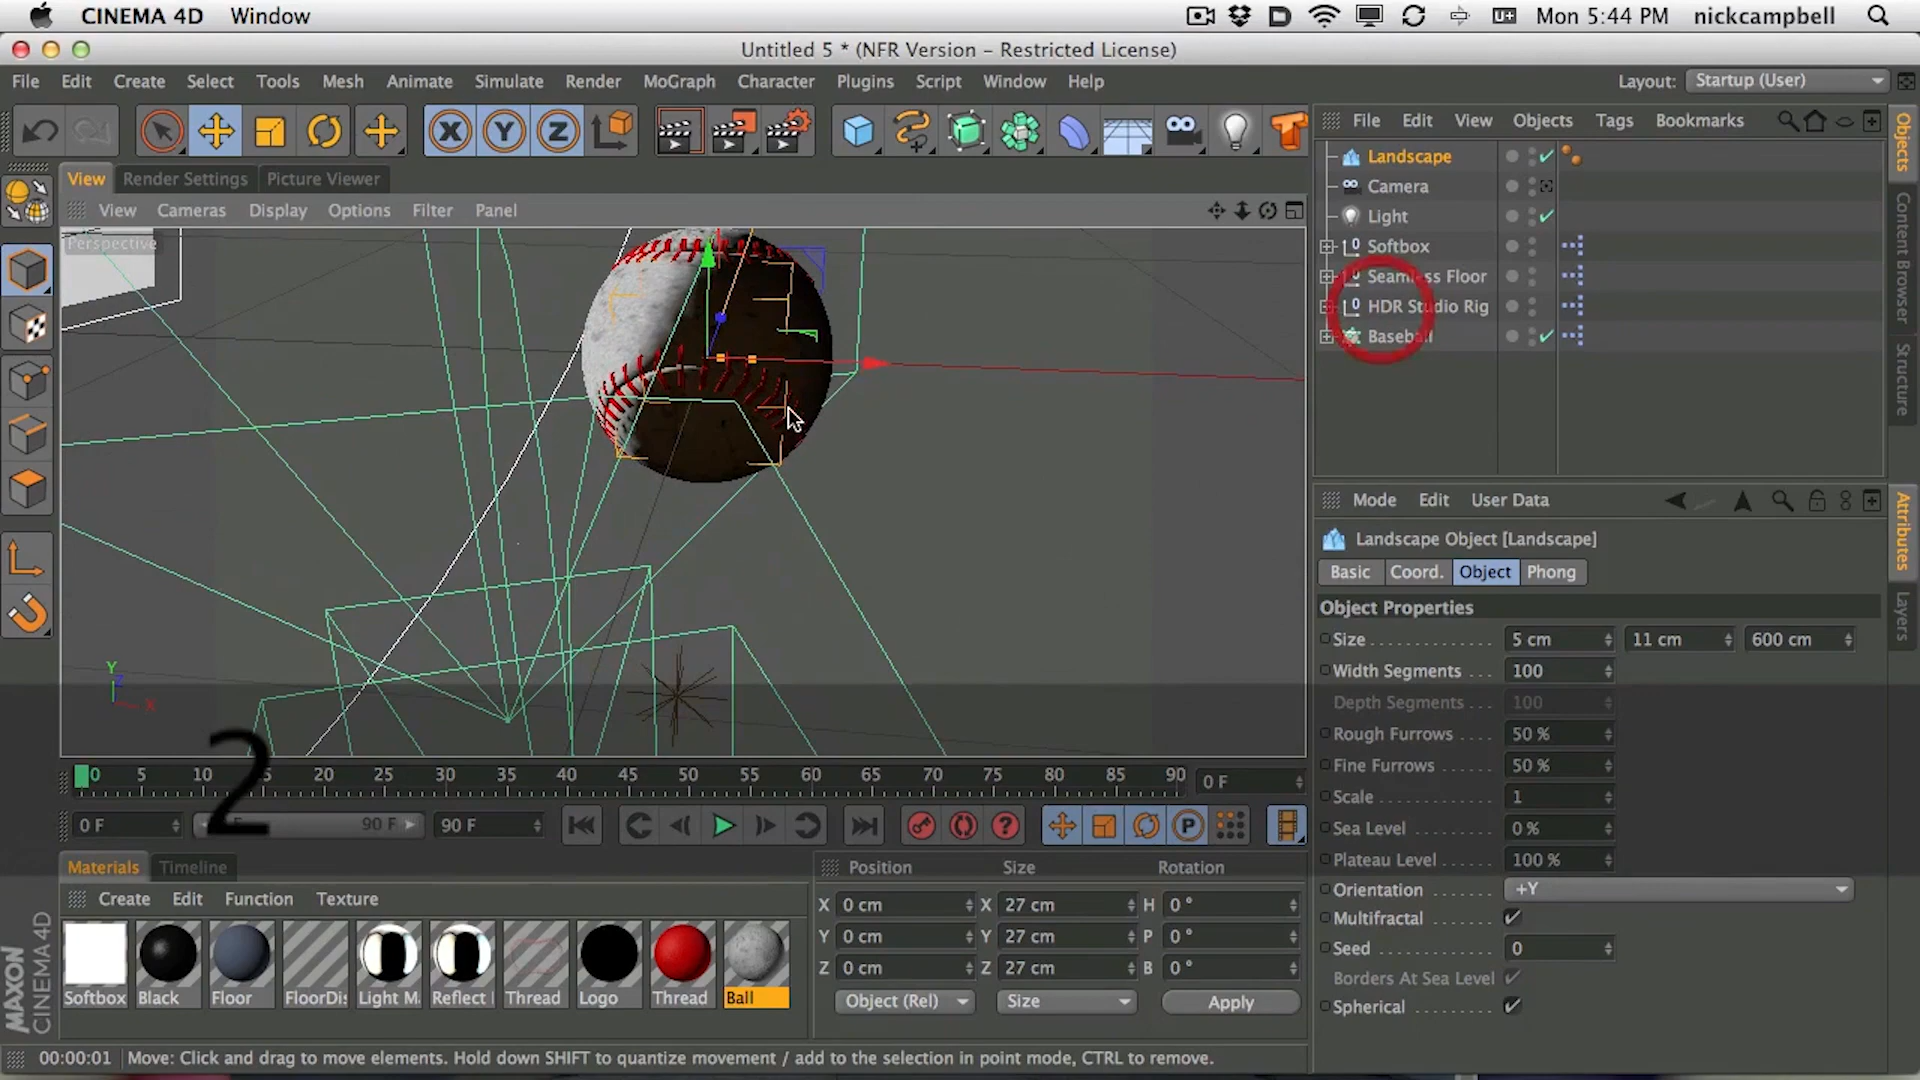 CINEMA 4D Window Mon 5:44 PM nickcampbell
Untitled 5 * (NFR Version – Restricted License)
File Edit Create Select Tools Mesh Animate Simulate Render MoGraph Character Plugins Script Window Help Layout: Startup (User)
X Y Z
File Edit View Objects Tags Bookmarks
Objects
Content Browser
Structure
View Render Settings Picture Viewer
View Cameras Display Options Filter Panel
Perspective
Landscape
Camera
Light
Softbox
Seamless Floor
HDR Studio Rig
Baseball
Mode Edit User Data
Attributes
Layers
Landscape Object [Landscape]
Basic Coord. Object Phong
Object Properties
Size 5 cm 11 cm 600 cm
Width Segments 100
Depth Segments 100
Rough Furrows 50 %
Fine Furrows 50 %
Scale 1
Sea Level 0 %
Plateau Level 100 %
Orientation +Y
Multifractal
Seed 0
Borders At Sea Level
Spherical
Y
Z
X
2
0 5 10 15 20 25 30 35 40 45 50 55 60 65 70 75 80 85 90 0 F
0 F 90 F 90 F
Materials Timeline
Create Edit Function Texture
Softbox Black Floor FloorDis Light M Reflect Thread Logo Thread Ball
Position Size Rotation
X 0 cm X 27 cm H 0 °
Y 0 cm Y 27 cm P 0 °
Z 0 cm Z 27 cm B 0 °
Object (Rel) Size Apply
MAXON
CINEMA 4D
00:00:01 Move: Click and drag to move elements. Hold down SHIFT to quantize movement / add to the selection in point mode, CTRL to remove.